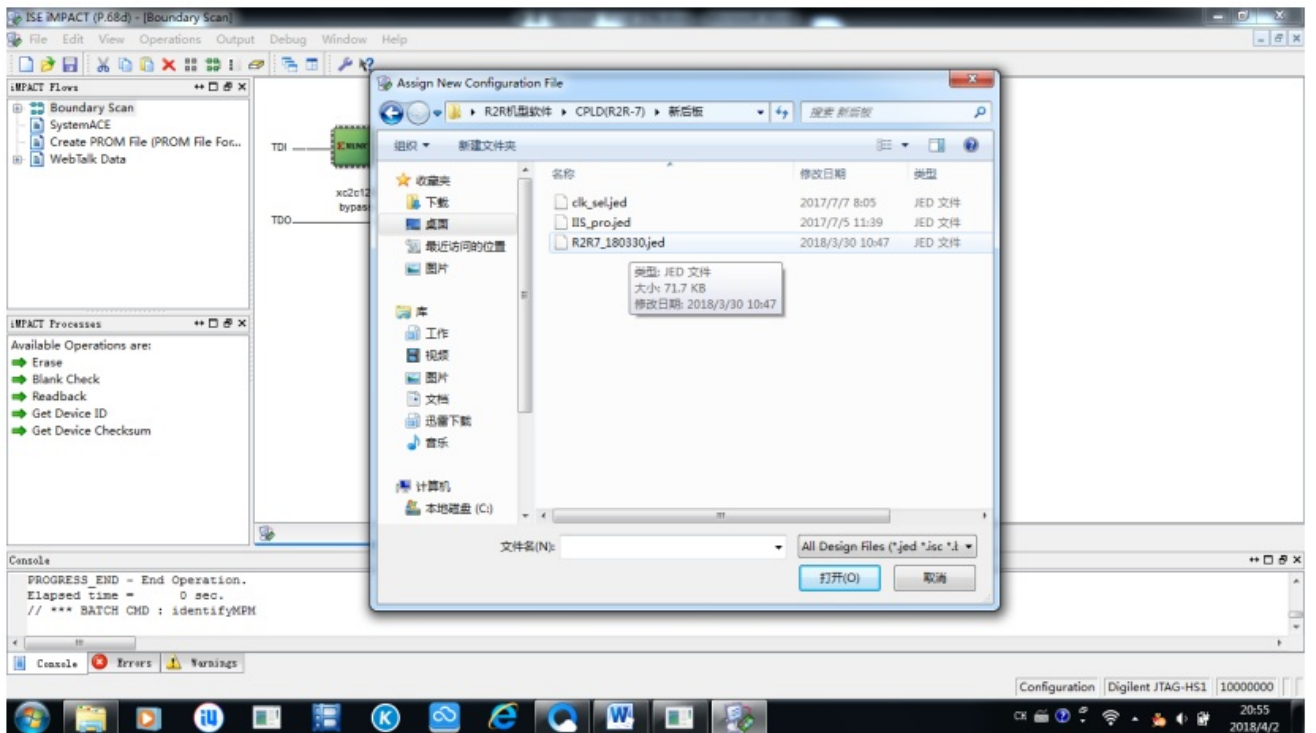 ISE iMPACT (P.68d) - [Boundary Scan]
File Edit View Operations Output Debug Window Help
iMPACT Flows
Boundary Scan
SystemACE
Create PROM File (PROM File For...
WebTalk Data
iMPACT Processes
Available Operations are:
Erase
Blank Check
Readback
Get Device ID
Get Device Checksum
TDI
TDO
xc2c12
bypas
Assign New Configuration File
R2R机型软件 CPLD(R2R-7) 新后板
搜索 新后板
组织 新建文件夹
收藏夹
下载
桌面
最近访问的位置
图片
库
工作
视频
图片
文档
迅雷下载
音乐
计算机
本地磁盘 (C:)
名称 修改日期 类型
clk_sel.jed 2017/7/7 8:05 JED 文件
IIS_pro.jed 2017/7/5 11:39 JED 文件
R2R7_180330.jed 2018/3/30 10:47 JED 文件
类型: JED 文件
大小: 71.7 KB
修改日期: 2018/3/30 10:47
文件名(N):
All Design Files (*.jed *.isc *.
打开(O) 取消
Console
PROGRESS_END - End Operation.
Elapsed time = 0 sec.
// *** BATCH CMD : identifyMPM
Console Errors Warnings
Configuration Digilent JTAG-HS1 10000000
CH
20:55
2018/4/2